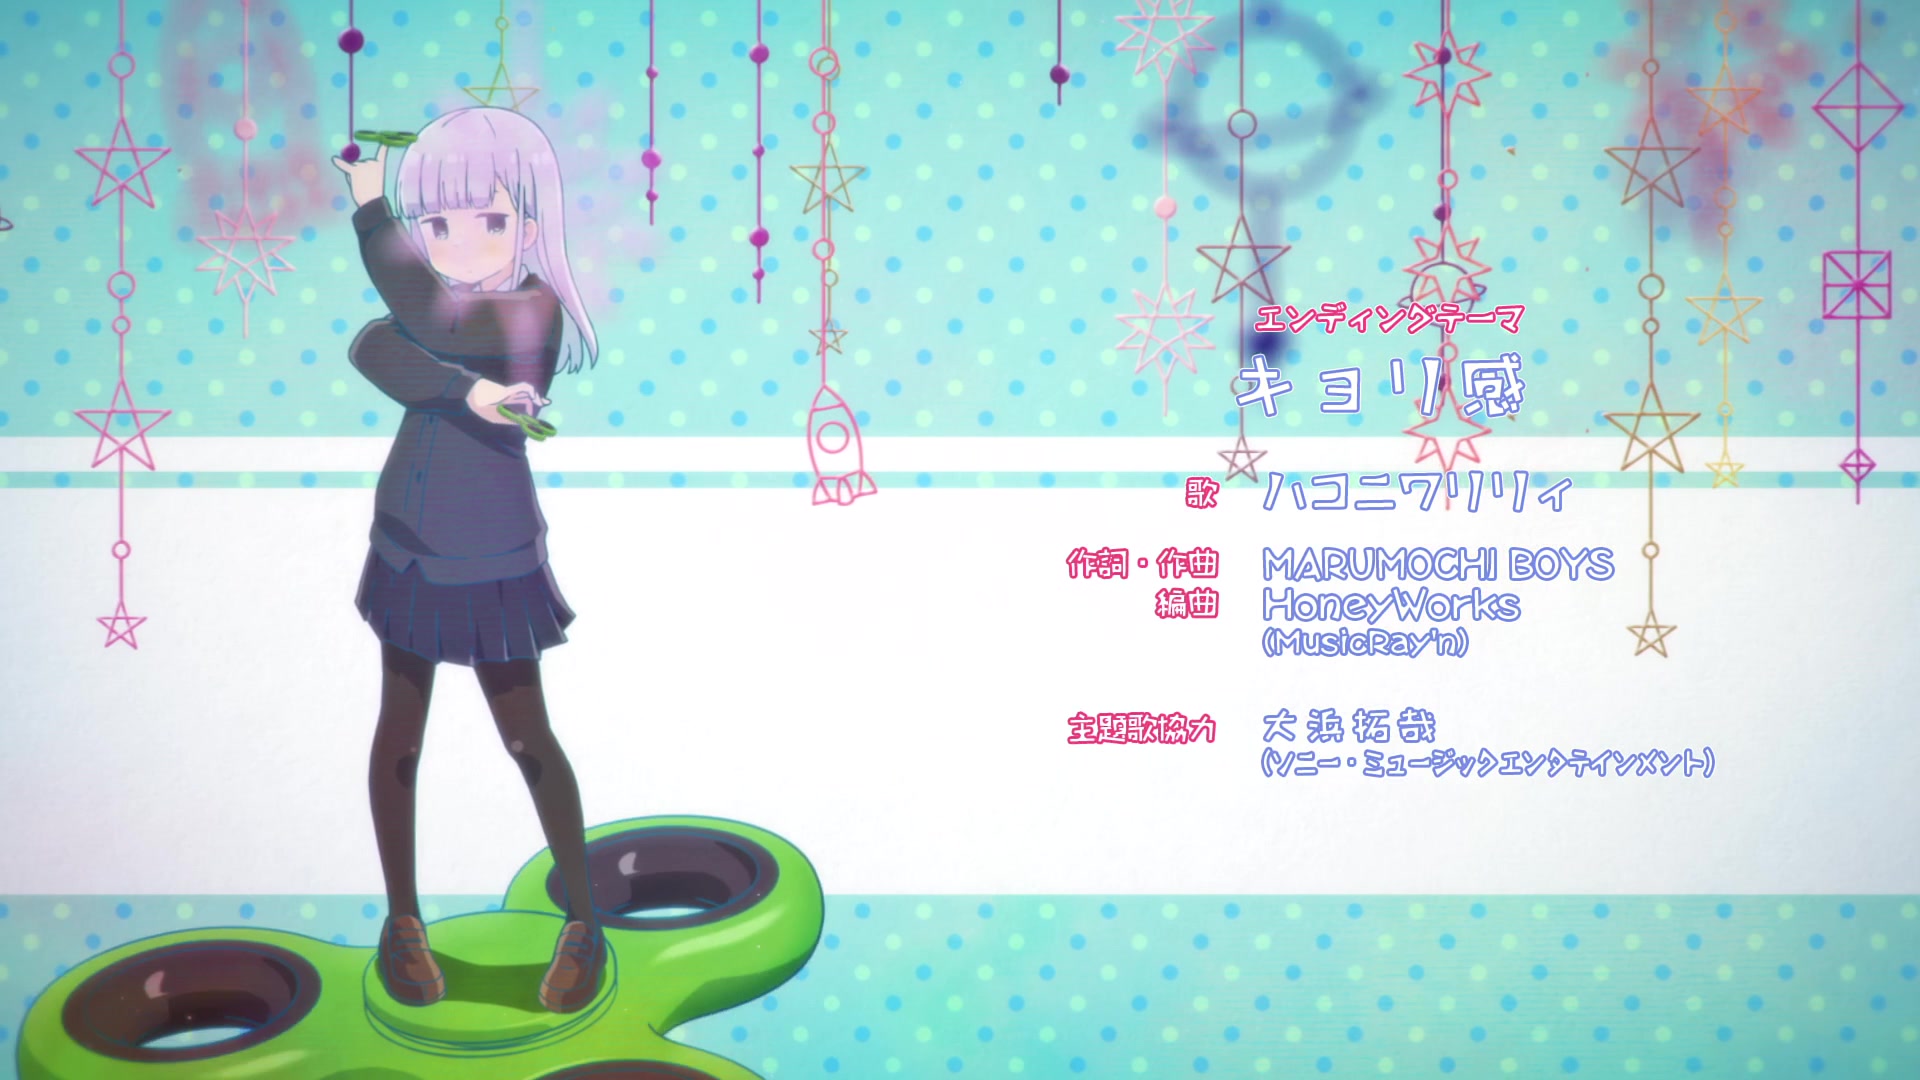 エンディングテーマ
キョリ感
歌 ハコニワリリィ
作詞・作曲 MARUMOCHI BOYS
編曲 HoneyWorks
(MusicRay'n)
主題歌協力 大浜拓哉
(ソニー・ミュージックエンタテインメント)